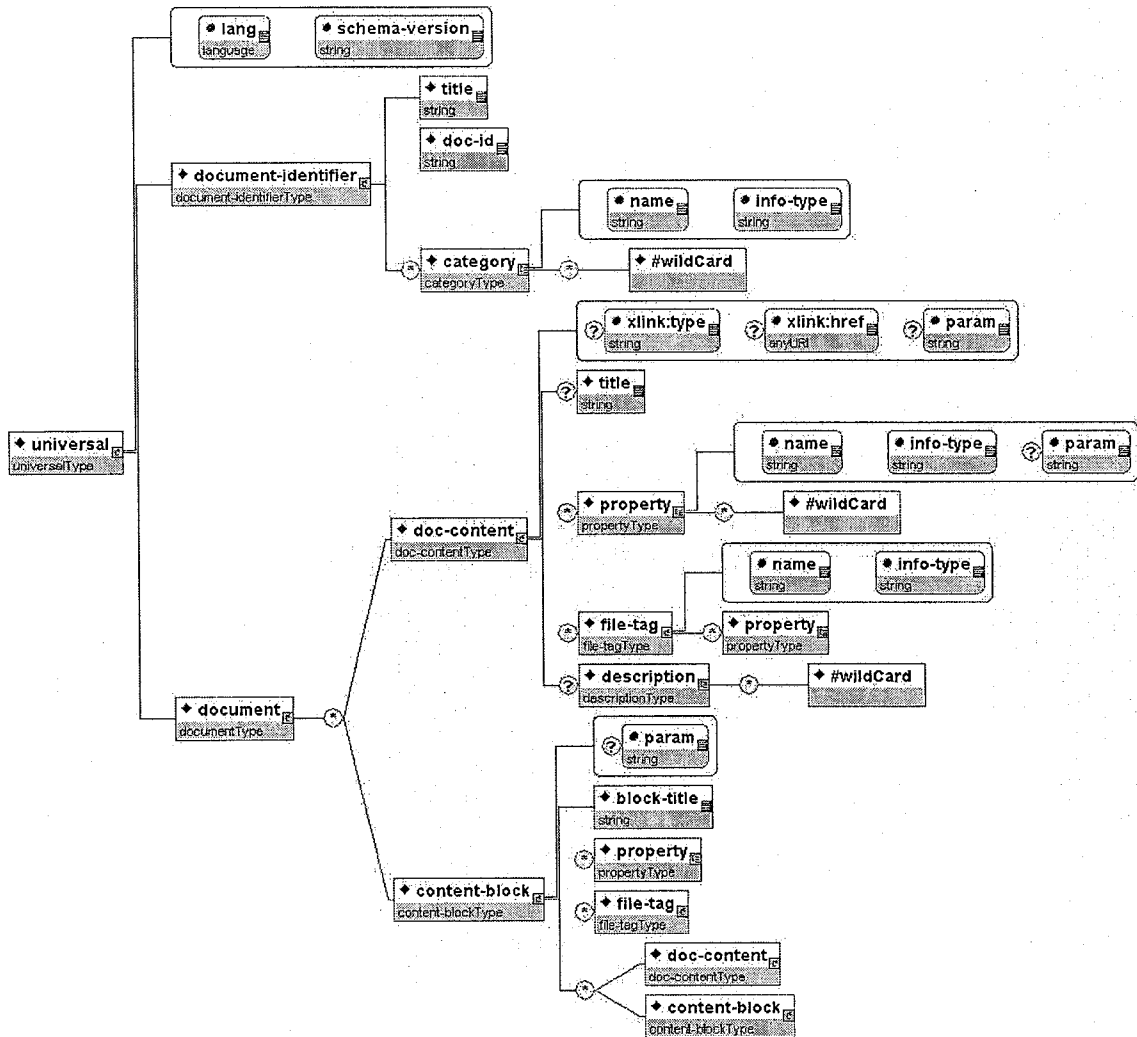 lang
schema-version
language
string
title
string
doc-id
string
document-identifier
document-identifierType
name
info-type
string
string
category
categoryType
#wildCard
xlink:type
xlink:href
param
string
anyURI
string
title
string
universal
universalType
name
info-type
param
string
string
string
property
propertyType
#wildCard
doc-content
doc-contentType
name
info-type
string
string
file-tag
file-tagType
property
propertyType
description
descriptionType
#wildCard
document
documentType
param
string
block-title
string
property
propertyType
content-block
content-blockType
file-tag
file-tagType
doc-content
doc-contentType
content-block
content-blockType